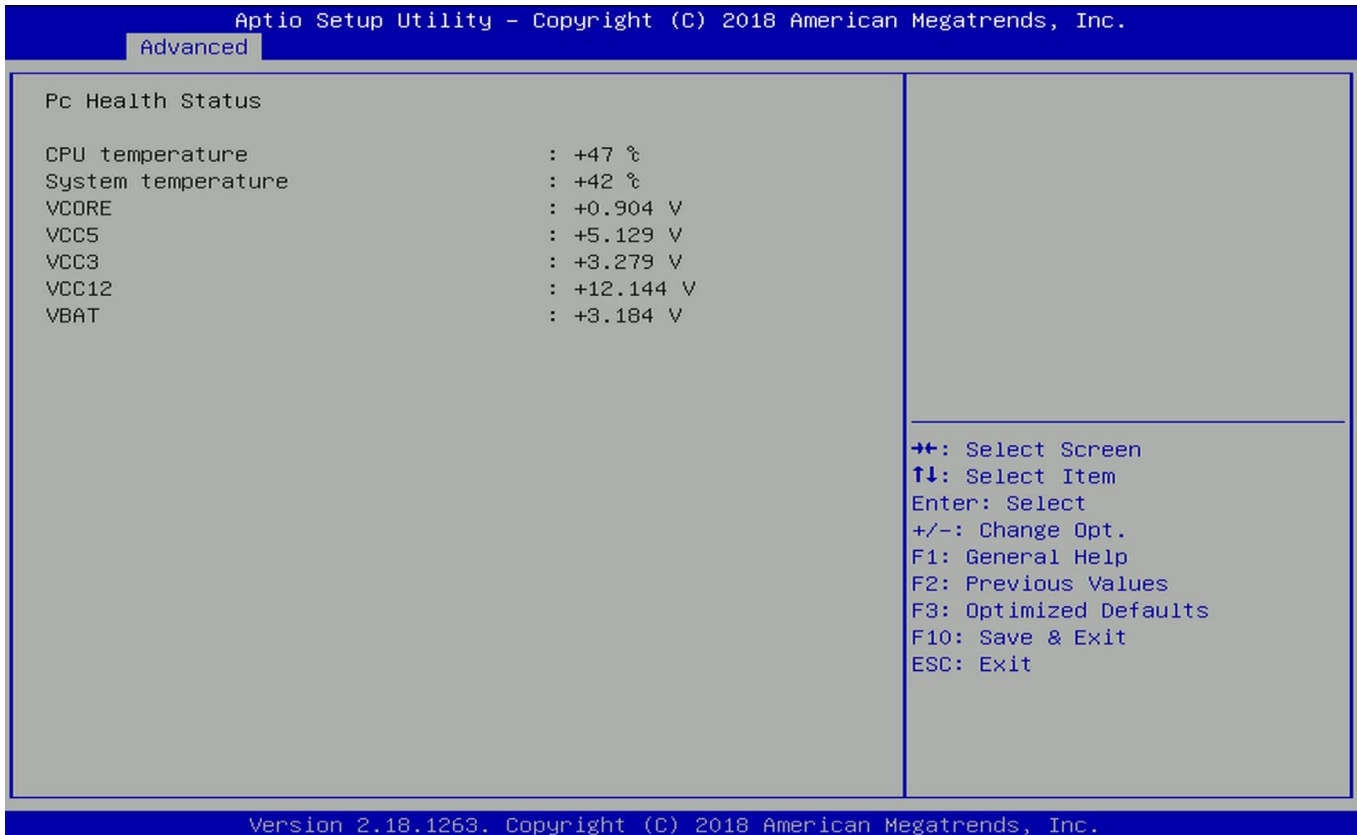 Aptio Setup Utility – Copyright (C) 2018 American Megatrends, Inc.
Advanced
Pc Health Status
CPU temperature : +47 ℃
System temperature : +42 ℃
VCORE : +0.904 V
VCC5 : +5.129 V
VCC3 : +3.279 V
VCC12 : +12.144 V
VBAT : +3.184 V
→←: Select Screen
↑↓: Select Item
Enter: Select
+/-: Change Opt.
F1: General Help
F2: Previous Values
F3: Optimized Defaults
F10: Save & Exit
ESC: Exit
Version 2.18.1263. Copyright (C) 2018 American Megatrends, Inc.